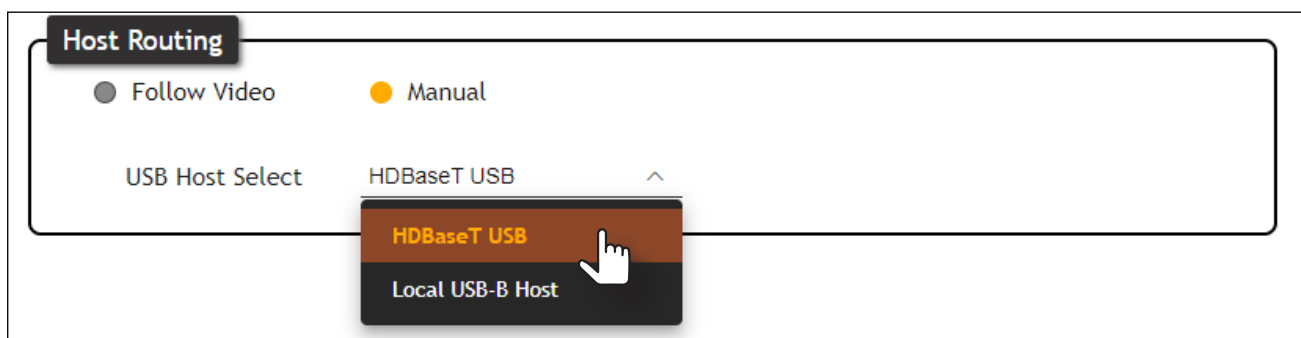 Host Routing
Follow Video Manual
USB Host Select HDBaseT USB
HDBaseT USB
Local USB-B Host